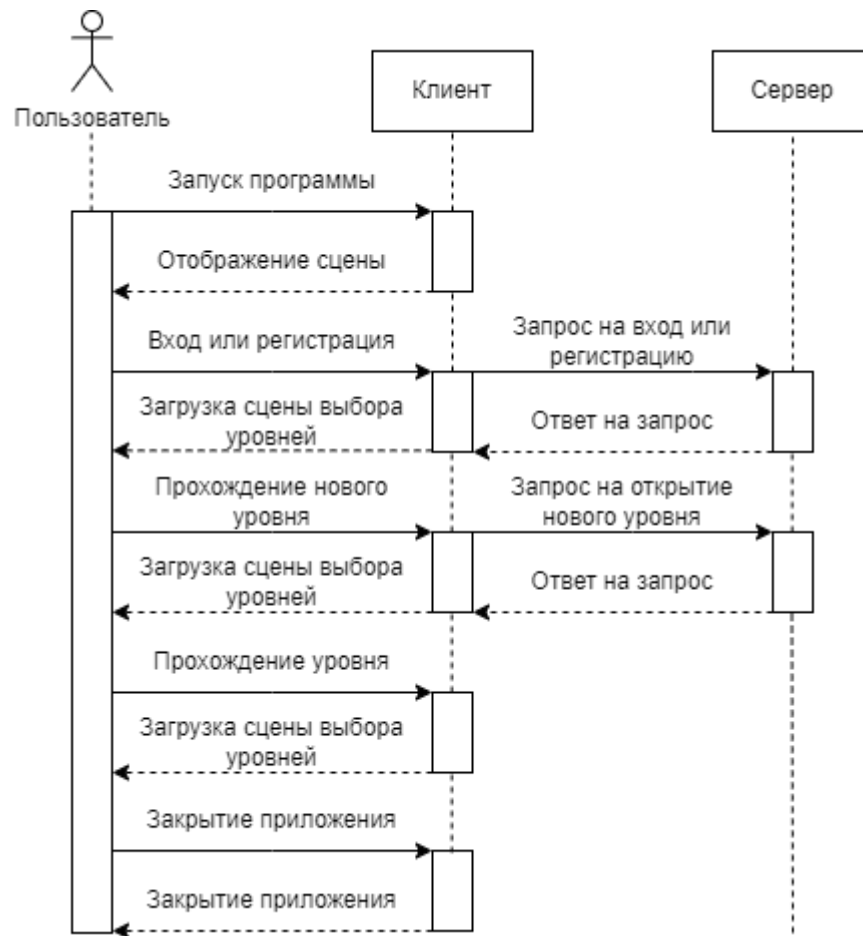 Пользователь
Клиент
Сервер
Запуск программы
Отображение сцены
Вход или регистрация
Запрос на вход или
регистрацию
Загрузка сцены выбора
уровней
Ответ на запрос
Прохождение нового
уровня
Запрос на открытие
нового уровня
Загрузка сцены выбора
уровней
Ответ на запрос
Прохождение уровня
Загрузка сцены выбора
уровней
Закрытие приложения
Закрытие приложения